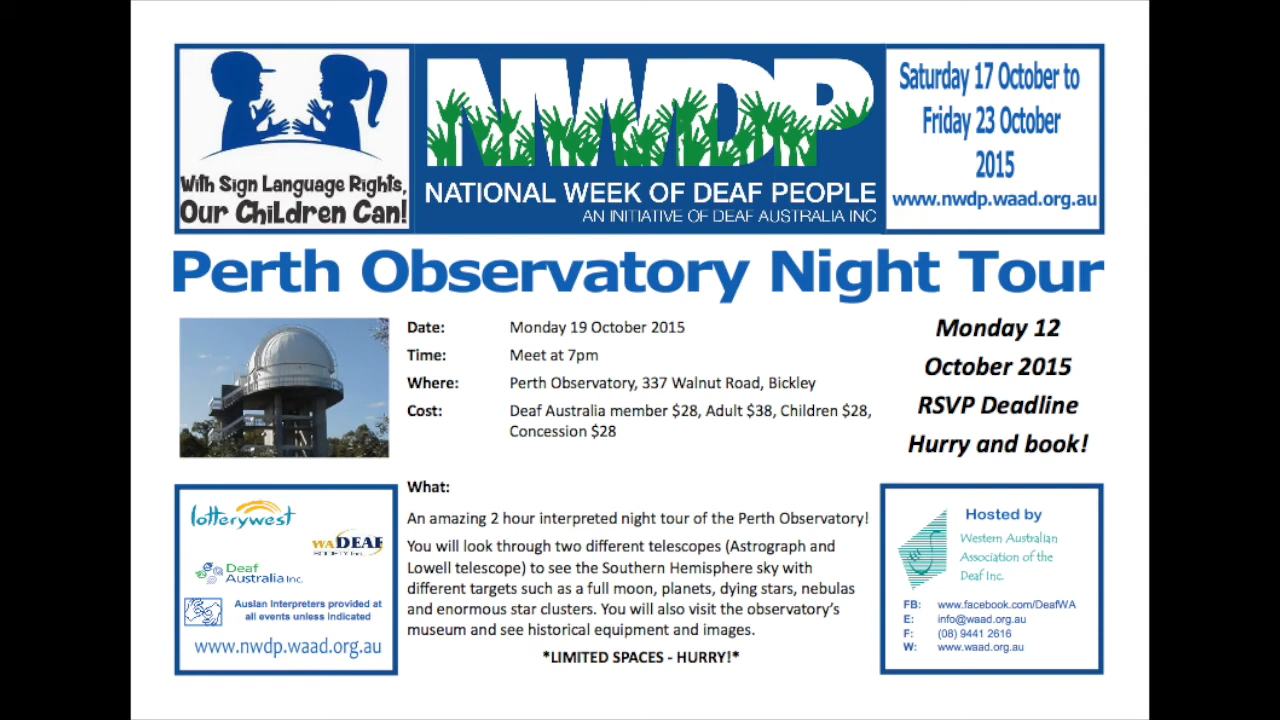 With Sign Language Rights,
Our Children Can!
NWDP
NATIONAL WEEK OF DEAF PEOPLE
AN INITIATIVE OF DEAF AUSTRALIA INC
Saturday 17 October to
Friday 23 October
2015
www.nwdp.waad.org.au
Perth Observatory Night Tour
Date: Monday 19 October 2015
Time: Meet at 7pm
Where: Perth Observatory, 337 Walnut Road, Bickley
Cost: Deaf Australia member $28, Adult $38, Children $28,
Concession $28
Monday 12
October 2015
RSVP Deadline
Hurry and book!
What:
An amazing 2 hour interpreted night tour of the Perth Observatory!
You will look through two different telescopes (Astrograph and
Lowell telescope) to see the Southern Hemisphere sky with
different targets such as a full moon, planets, dying stars, nebulas
and enormous star clusters. You will also visit the observatory's
museum and see historical equipment and images.
*LIMITED SPACES - HURRY!*
lotterywest
WADEAF
SOCIETY Inc.
Deaf
Australia Inc.
Auslan Interpreters provided at
all events unless indicated
www.nwdp.waad.org.au
Hosted by
Western Australian
Association of the
Deaf Inc.
FB: www.facebook.com/DeafWA
E: info@waad.org.au
F: (08) 9441 2616
W: www.waad.org.au